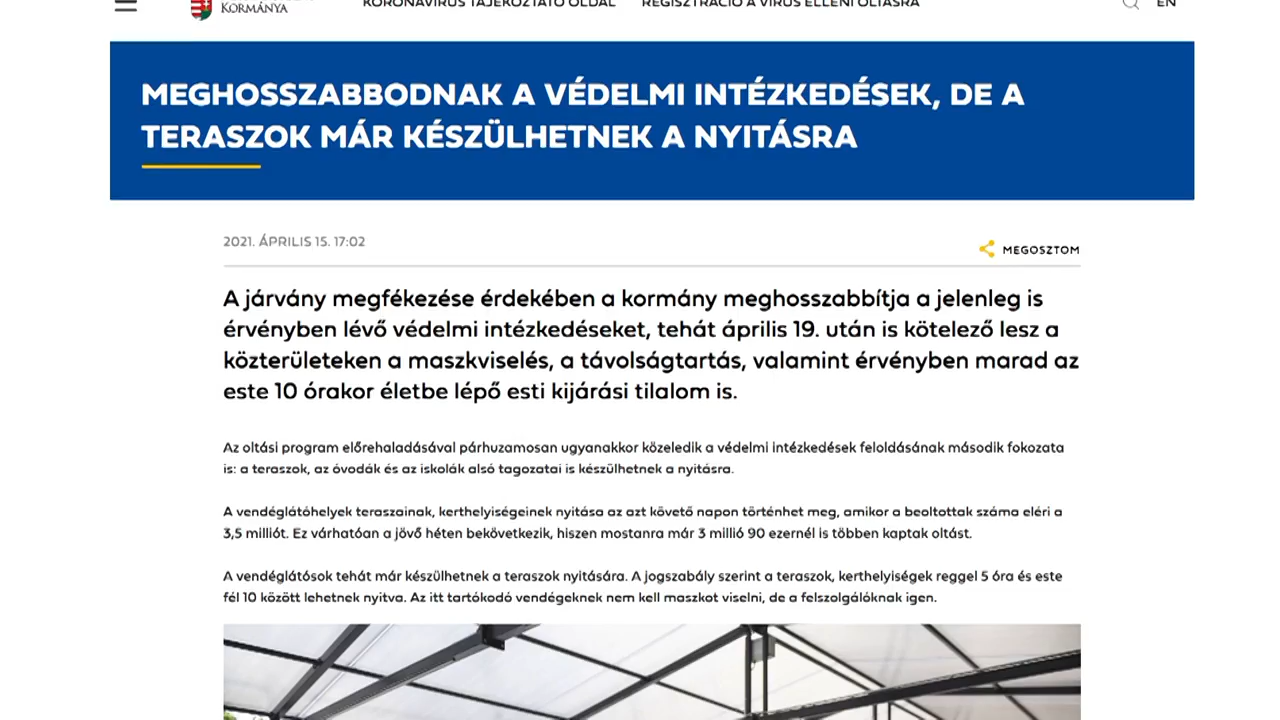 KORMÁNYA
KORONAVÍRUS TÁJÉKOZTATÓ OLDAL
REGISZTRÁCIÓ A VÍRUS ELLENI OLTÁSRA
EN
MEGHOSSZABBODNAK A VÉDELMI INTÉZKEDÉSEK, DE A
TERASZOK MÁR KÉSZÜLHETNEK A NYITÁSRA
2021. ÁPRILIS 15. 17:02
MEGOSZTOM
A járvány megfékezése érdekében a kormány meghosszabbítja a jelenleg is
érvényben lévő védelmi intézkedéseket, tehát április 19. után is kötelező lesz a
közterületeken a maszkviselés, a távolságtartás, valamint érvényben marad az
este 10 órakor életbe lépő esti kijárási tilalom is.
Az oltási program előrehaladásával párhuzamosan ugyanakkor közeledik a védelmi intézkedések feloldásának második fokozata
is: a teraszok, az óvodák és az iskolák alsó tagozatai is készülhetnek a nyitásra.
A vendéglátóhelyek teraszainak, kerthelyiségeinek nyitása az azt követő napon történhet meg, amikor a beoltottak száma eléri a
3,5 milliót. Ez várhatóan a jövő héten bekövetkezik, hiszen mostanra már 3 millió 90 ezernél is többen kaptak oltást.
A vendéglátósok tehát már készülhetnek a teraszok nyitására. A jogszabály szerint a teraszok, kerthelyiségek reggel 5 óra és este
fél 10 között lehetnek nyitva. Az itt tartókodó vendégeknek nem kell maszkot viselni, de a felszolgálóknak igen.